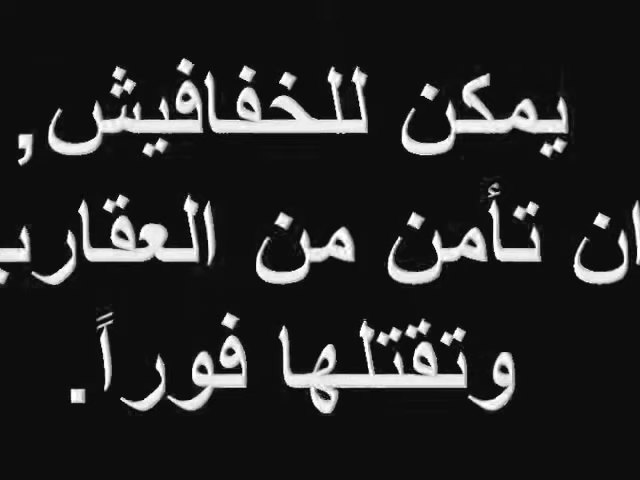 يمكن للخفافيش,
ان تأمن من العقارب
وتقتلها فوراً.